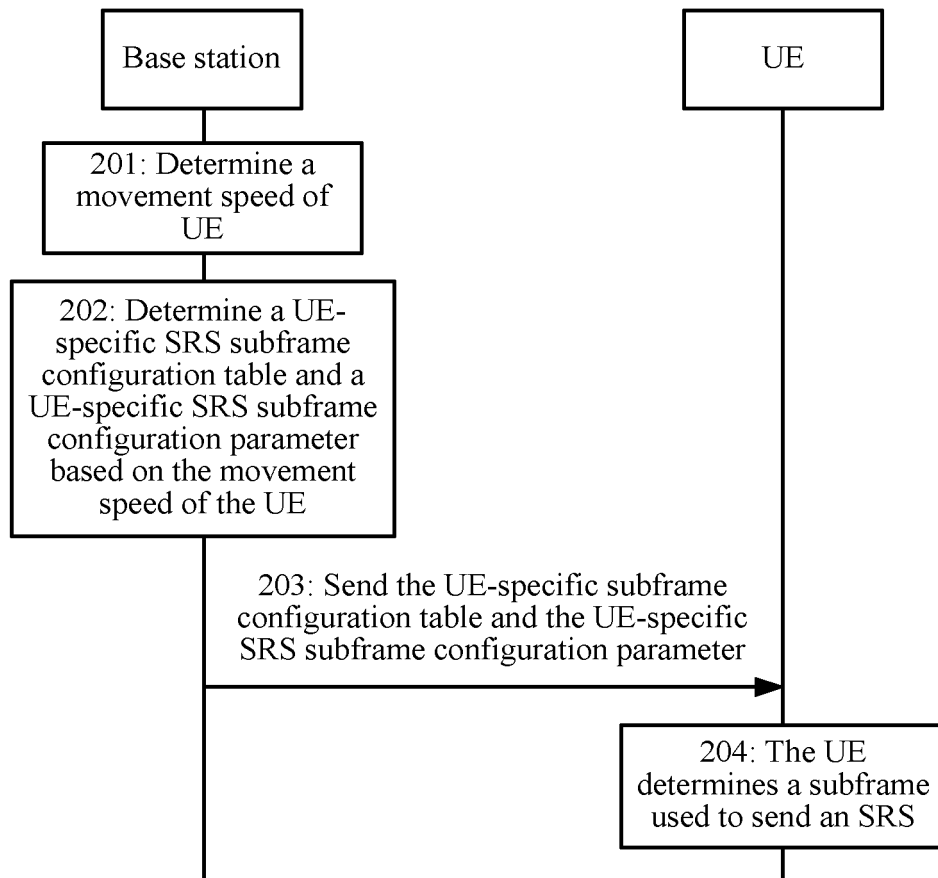 Base station
UE
201: Determine a
movement speed of
UE
202: Determine a UE-
specific SRS subframe
configuration table and a
UE-specific SRS subframe
configuration parameter
based on the movement
speed of the UE
203: Send the UE-specific subframe
configuration table and the UE-specific
SRS subframe configuration parameter
204: The UE
determines a subframe
used to send an SRS